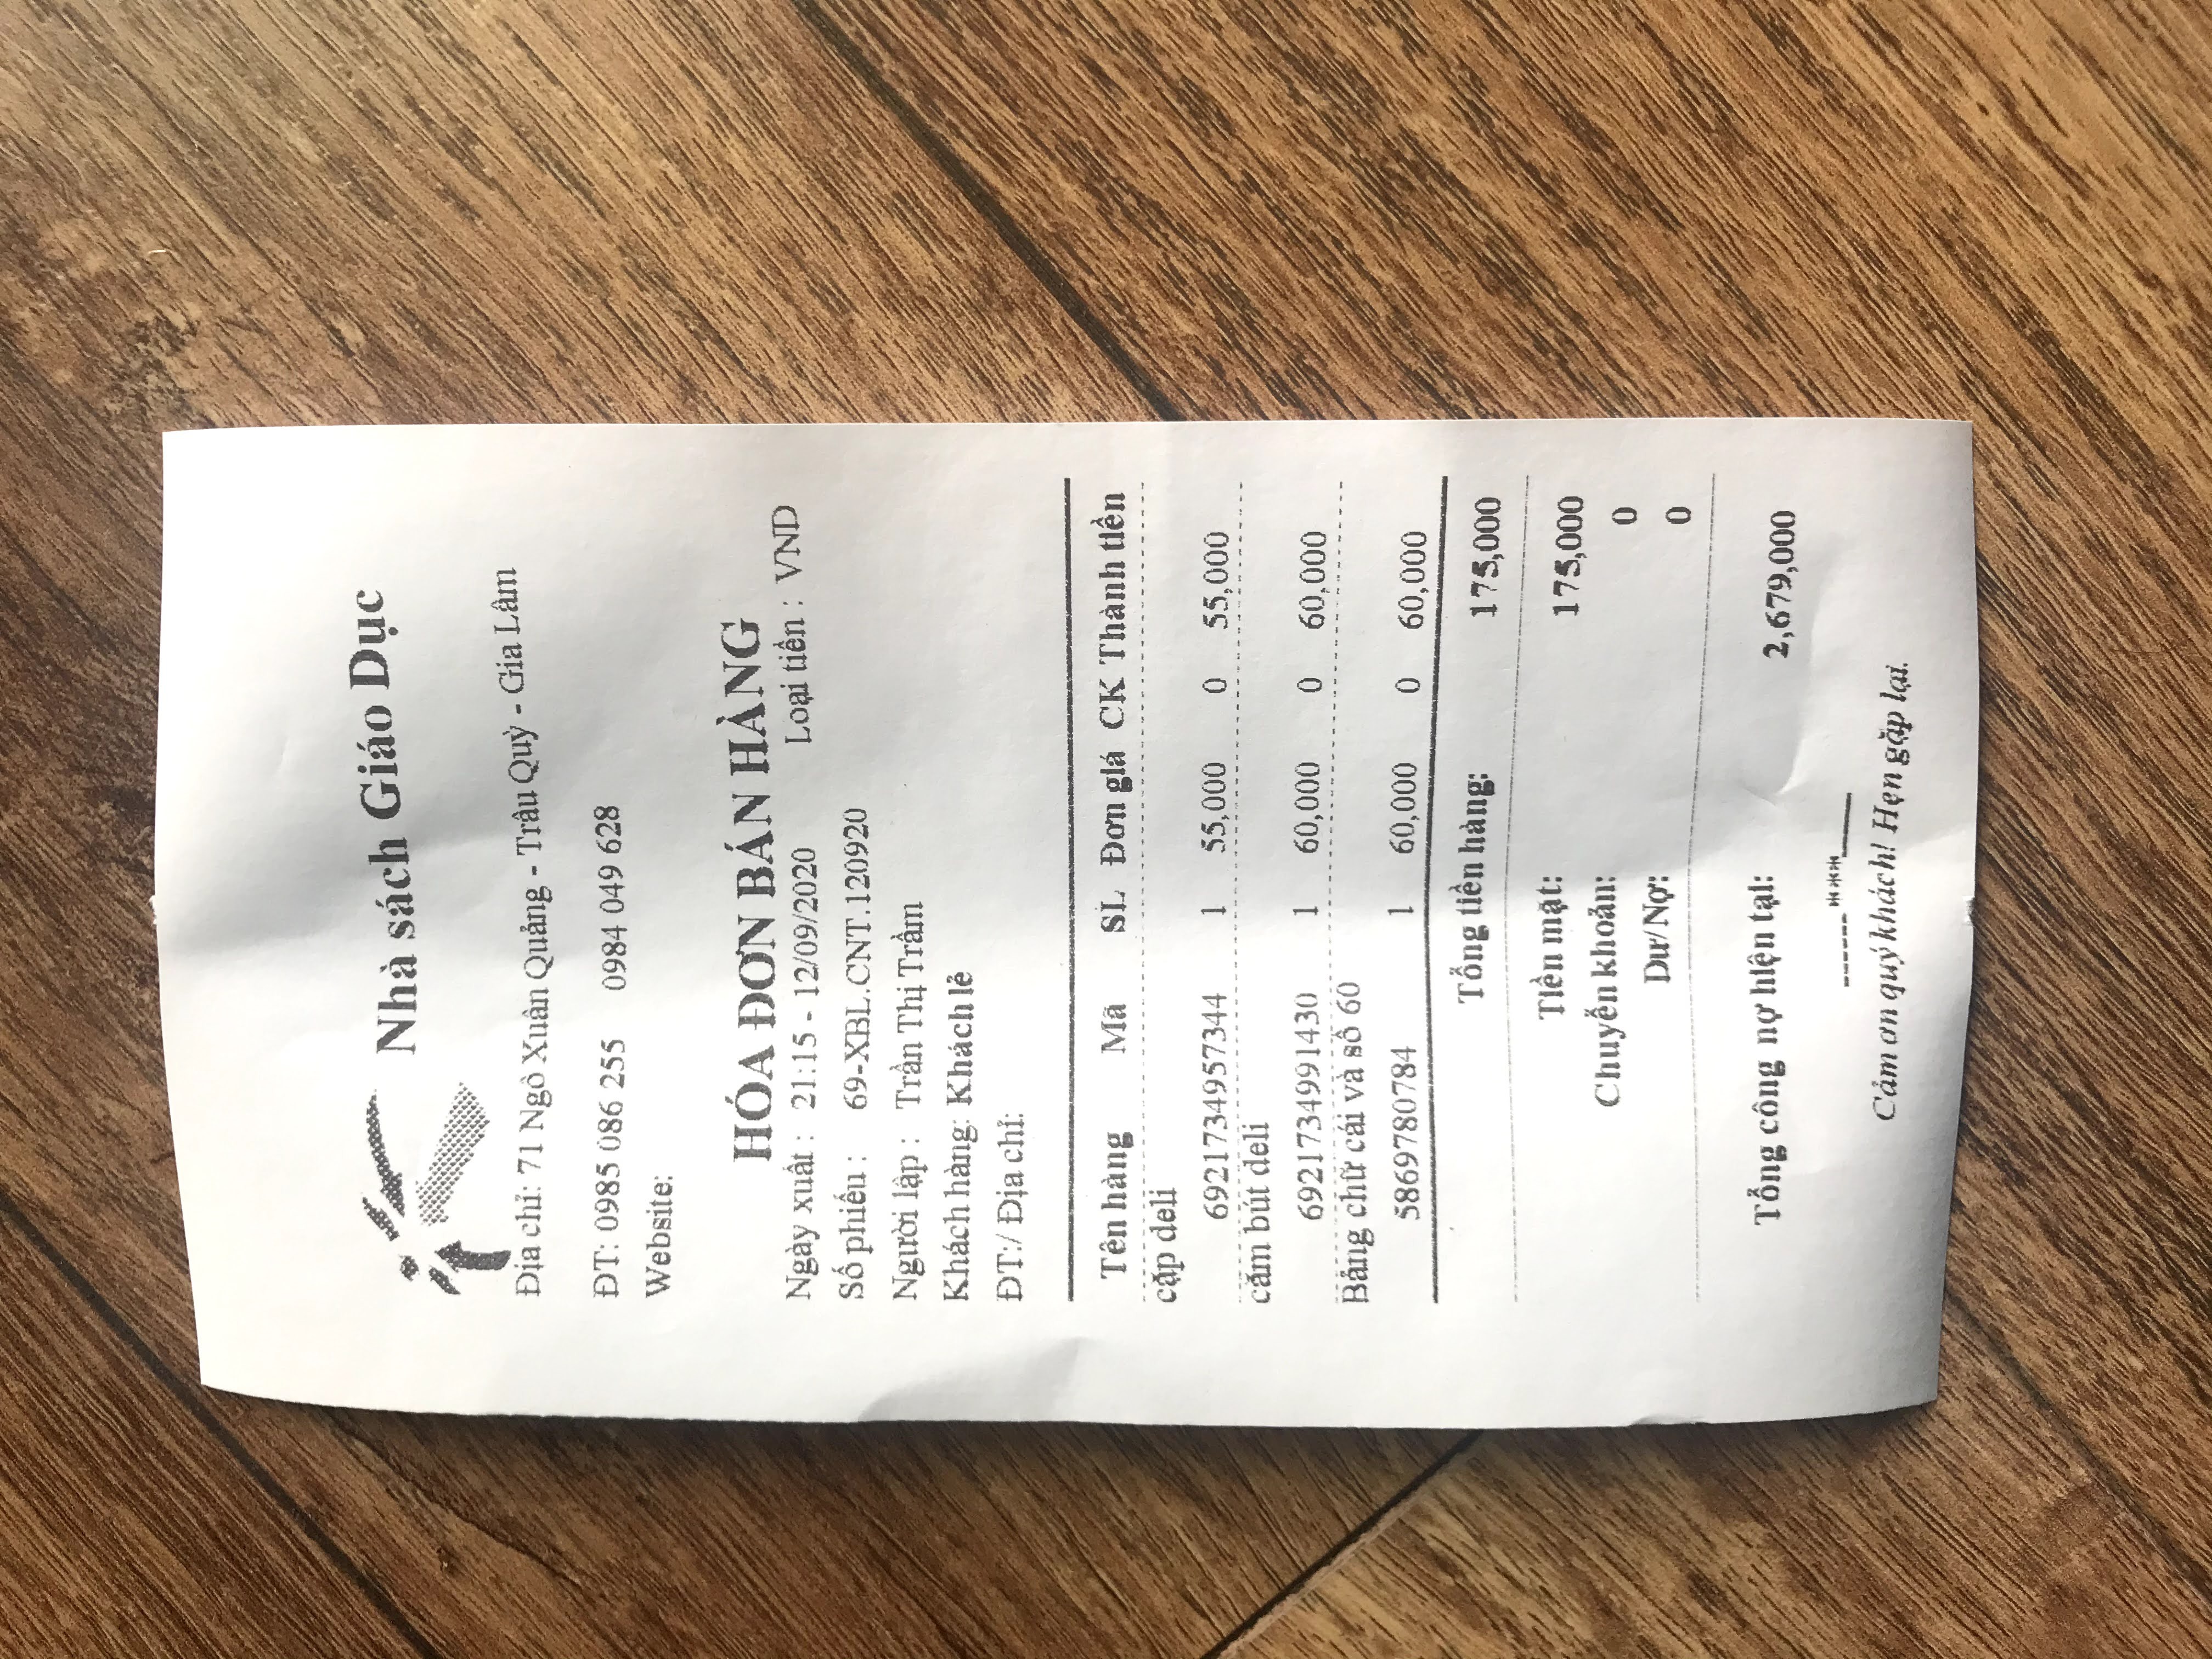 Nhà sách Giáo Dục
Địa chỉ: 71 Ngô Xuân Quảng - Trâu Quỳ - Gia Lâm
ĐT: 0985 086 255 0984 049 628
Website:
HÓA ĐƠN BÁN HÀNG
Ngày xuất : 21:15 - 12/09/2020 Loại tiền : VND
Số phiếu : 69-XBL.CNT.120920
Người lập : Trần Thị Trầm
Khách hàng: Khách lẻ
ĐT:/ Địa chỉ:
Tên hàng Mã SL Đơn giá CK Thành tiền
cặp deli
6921734957344 1 55,000 0 55,000
cắm bút deli
6921734991430 1 60,000 0 60,000
Bảng chữ cái và số 60
5869780784 1 60,000 0 60,000
Tổng tiền hàng: 175,000
Tiền mặt: 175,000
Chuyển khoản: 0
Dư/Nợ: 0
Tổng công nợ hiện tại: 2,679,000
______***______
Cảm ơn quý khách! Hẹn gặp lại.